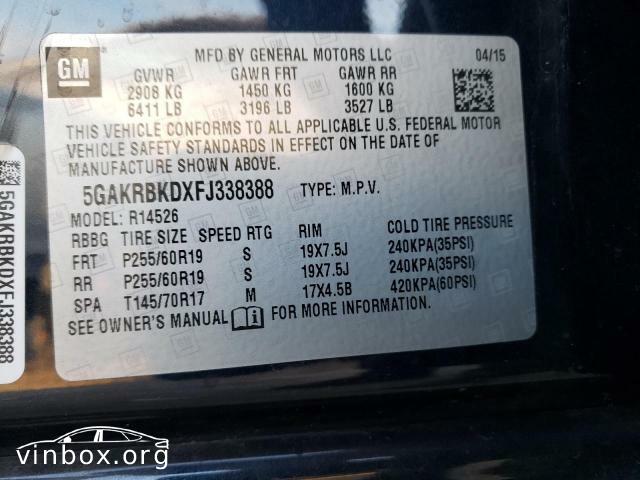 GM
MFD BY GENERAL MOTORS LLC 04/15
GVWR GAWR FRT GAWR RR
2908 KG 1450 KG 1600 KG
6411 LB 3196 LB 3527 LB
THIS VEHICLE CONFORMS TO ALL APPLICABLE U.S. FEDERAL MOTOR
VEHICLE SAFETY STANDARDS IN EFFECT ON THE DATE OF
MANUFACTURE SHOWN ABOVE.
5GAKRBKDXFJ338388 TYPE: M.P.V.
MODEL: R14526
RBBG TIRE SIZE SPEED RTG RIM COLD TIRE PRESSURE
FRT P255/60R19 S 19X7.5J 240KPA(35PSI)
RR P255/60R19 S 19X7.5J 240KPA(35PSI)
SPA T145/70R17 M 17X4.5B 420KPA(60PSI)
SEE OWNER'S MANUAL FOR MORE INFORMATION.
5GAKRBKDXFJ338388
vinbox.org